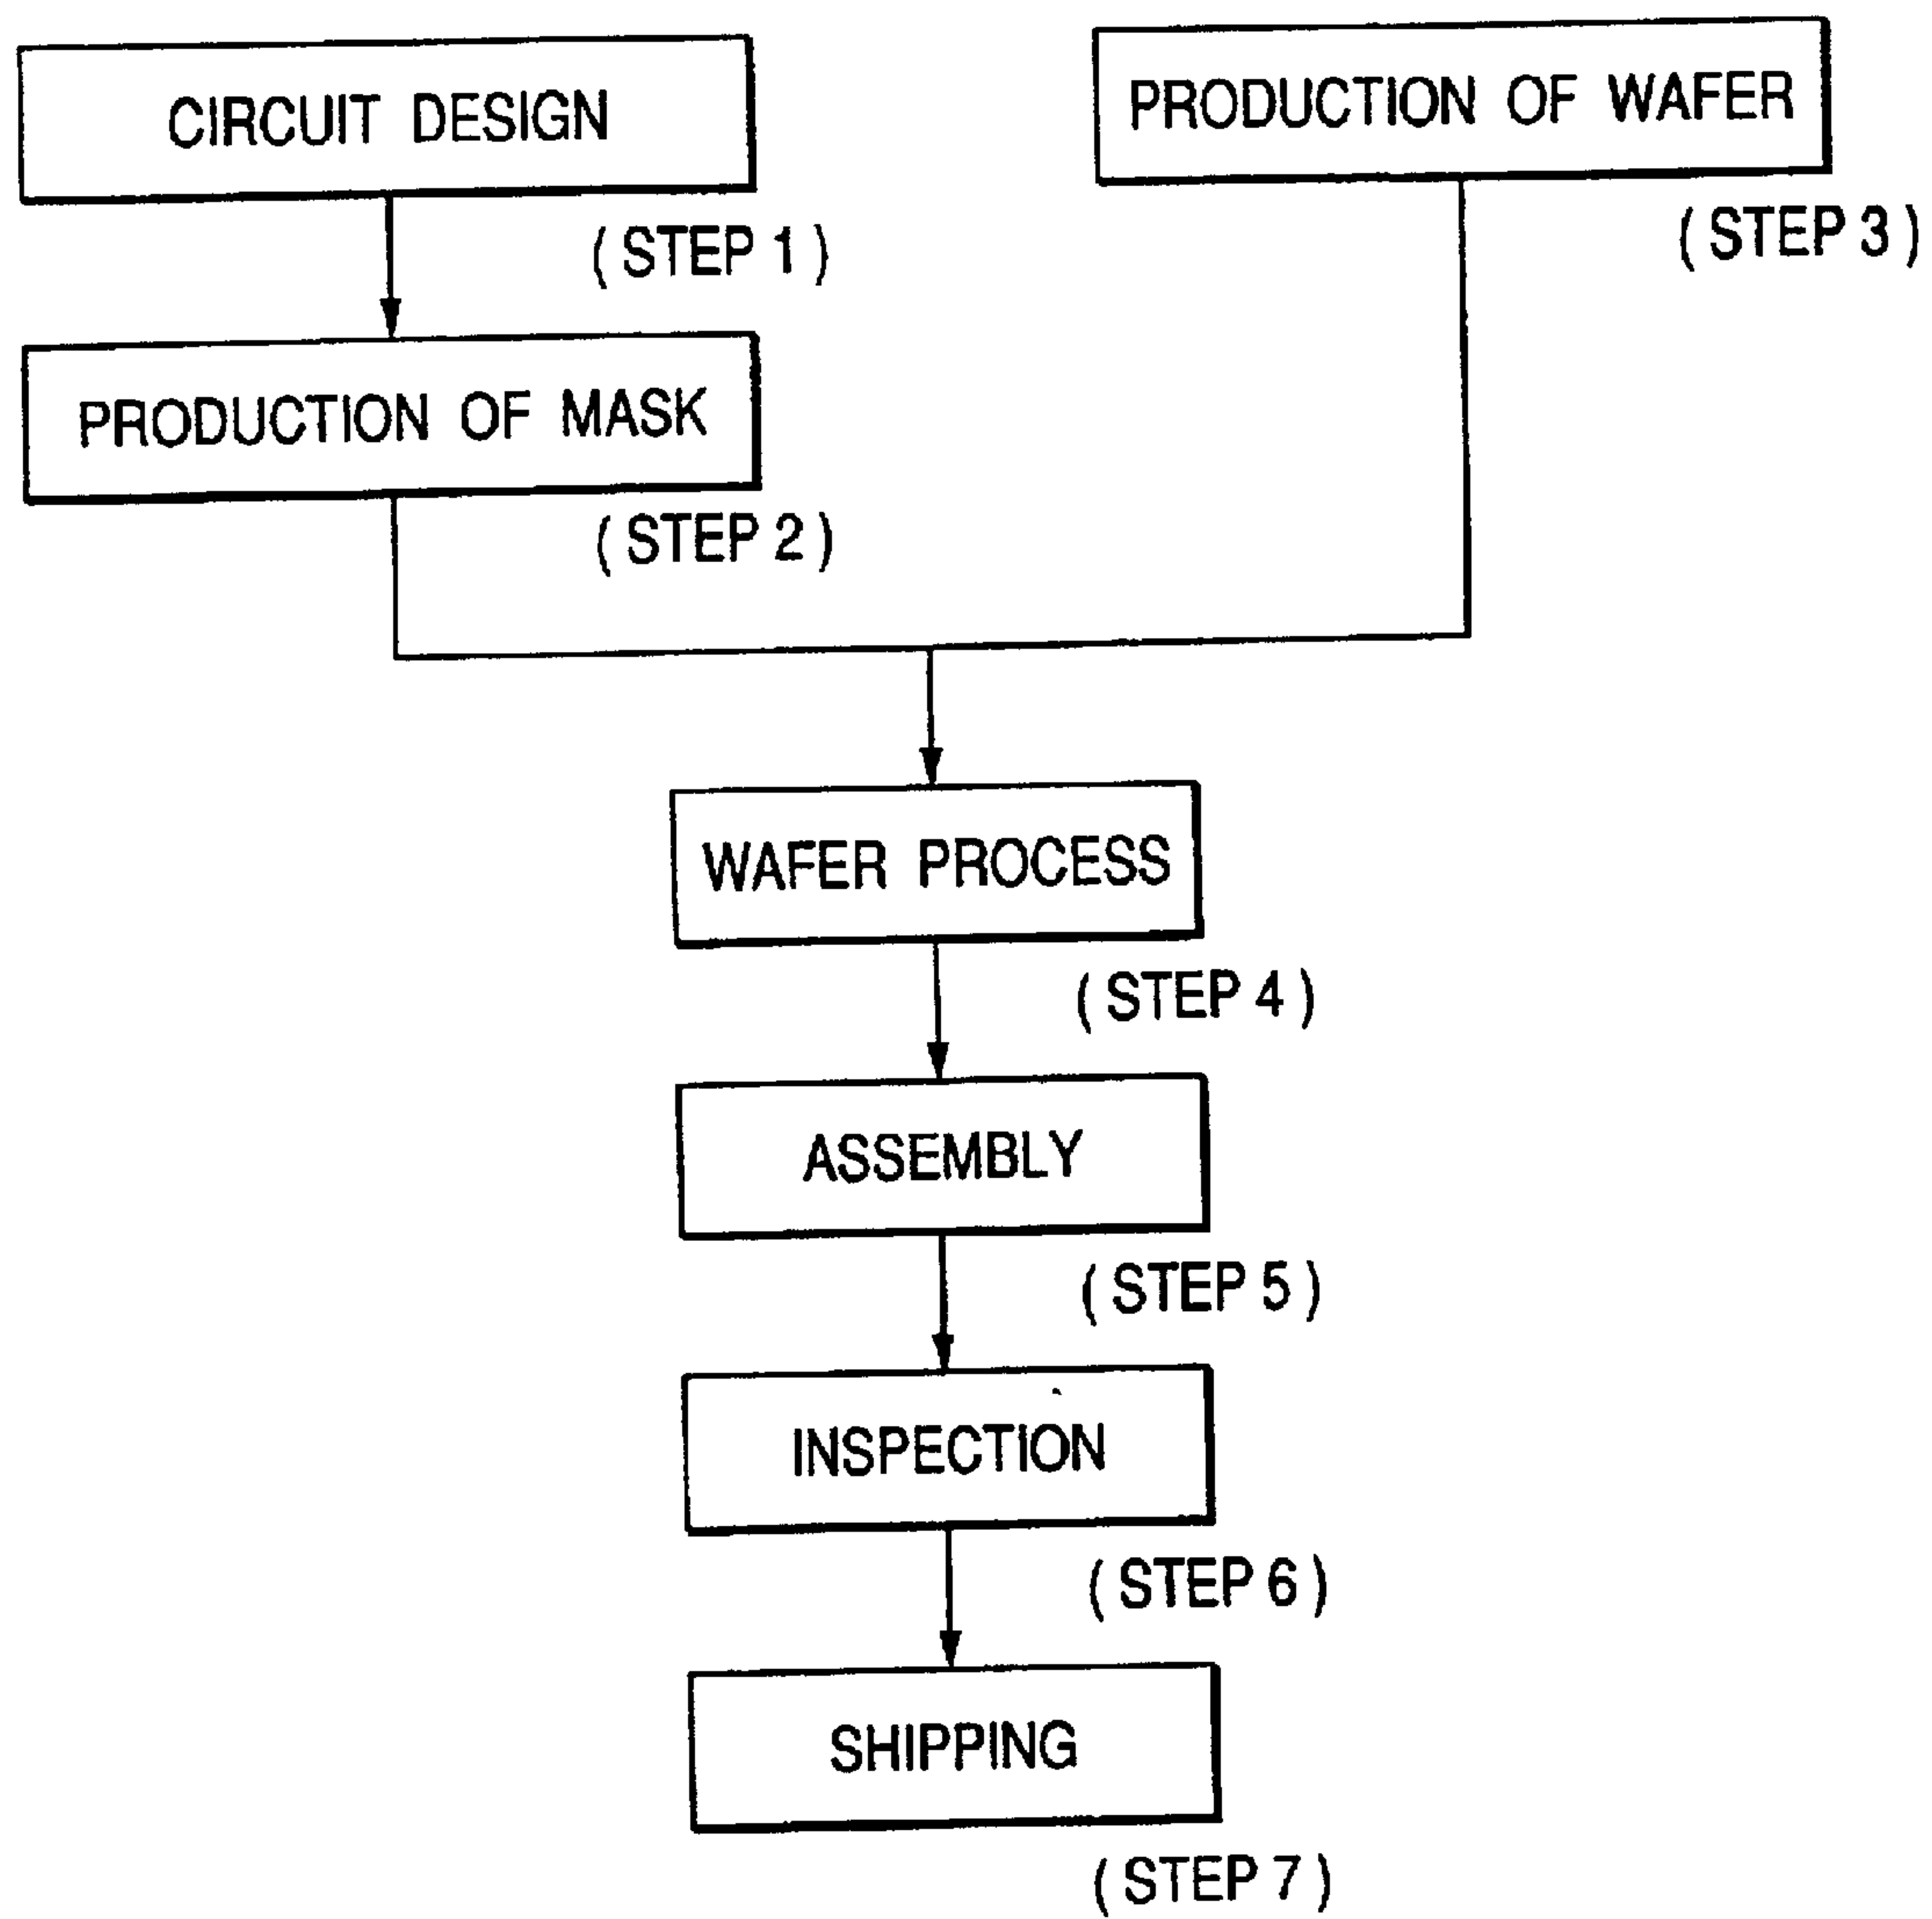 CIRCUIT DESIGN
(STEP 1)
PRODUCTION OF MASK
(STEP 2)
PRODUCTION OF WAFER
(STEP 3)
WAFER PROCESS
(STEP 4)
ASSEMBLY
(STEP 5)
INSPECTION
(STEP 6)
SHIPPING
(STEP 7)